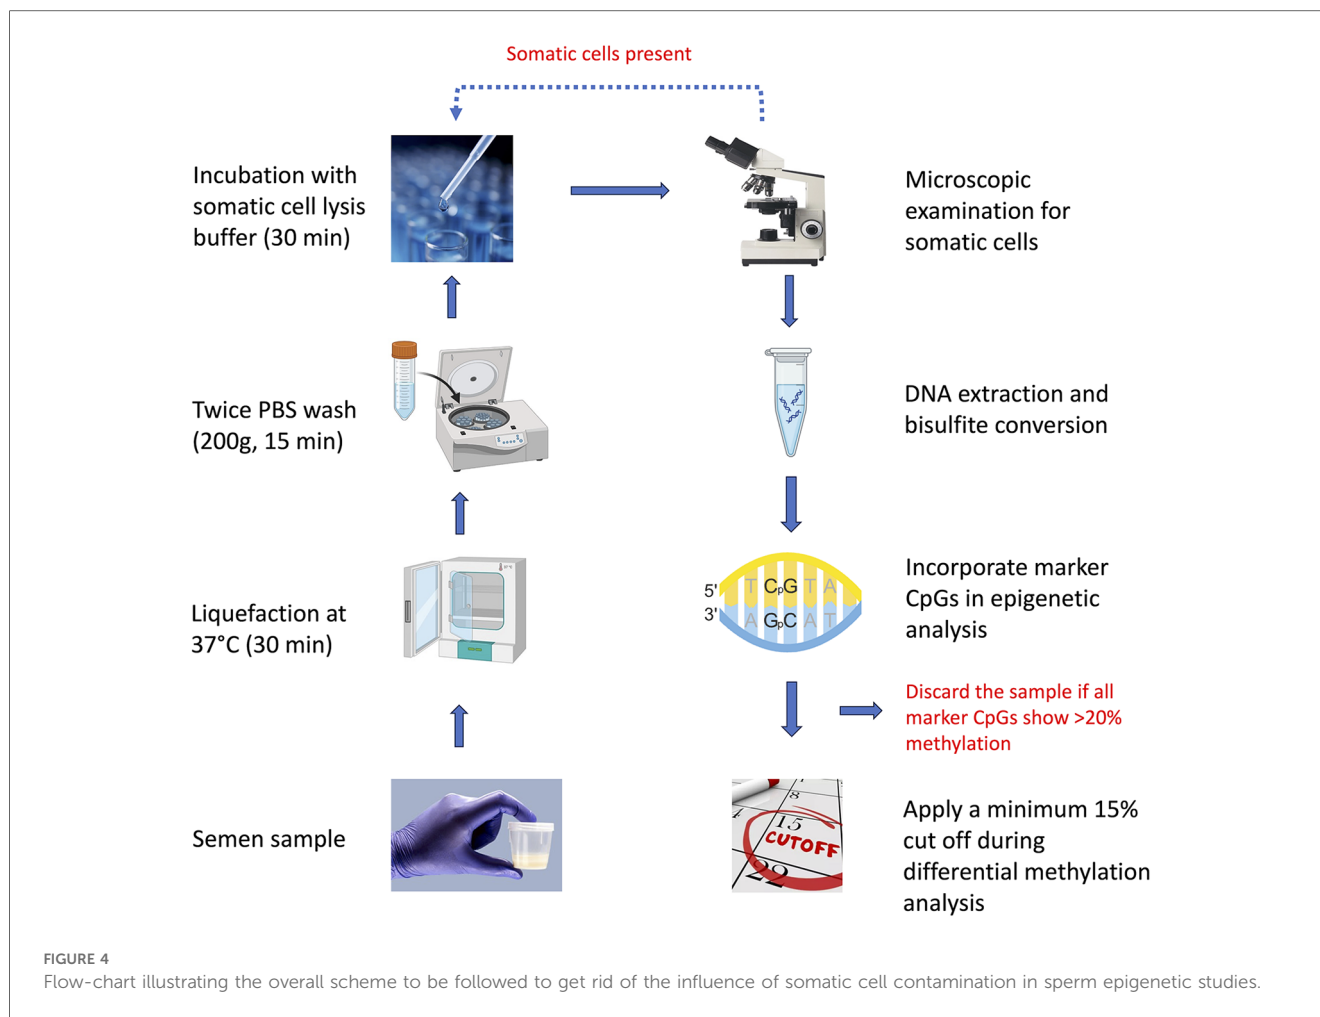 Somatic cells present
Incubation with
somatic cell lysis
buffer (30 min)
Microscopic
examination for
somatic cells
Twice PBS wash
(200g, 15 min)
DNA extraction and
bisulfite conversion
Liquefaction at
37°C (30 min)
5' T CpG T A
3' A GpC A T
Incorporate marker
CpGs in epigenetic
analysis
Discard the sample if all
marker CpGs show >20%
methylation
Semen sample
8
15
CUTOFF
22
Apply a minimum 15%
cut off during
differential methylation
analysis
FIGURE 4
Flow-chart illustrating the overall scheme to be followed to get rid of the influence of somatic cell contamination in sperm epigenetic studies.